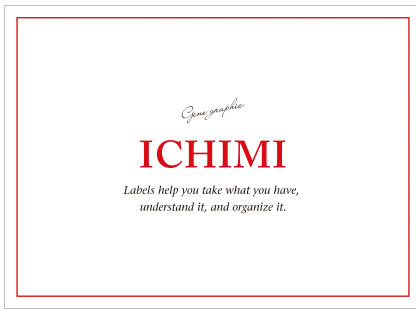 Gene graphic
ICHIMI
Labels help you take what you have,
understand it, and organize it.